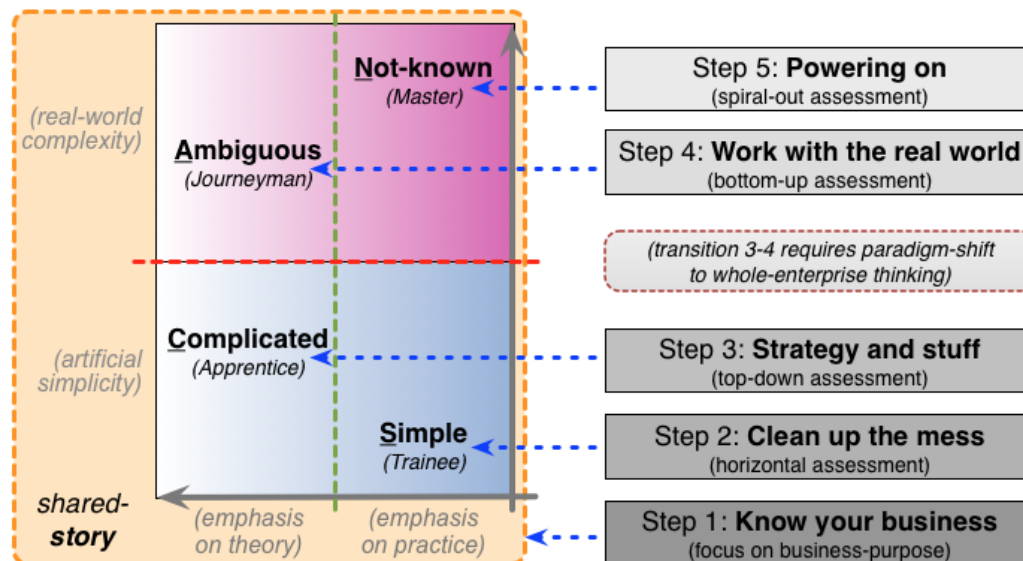 Not-known
(Master)
(real-world
complexity)
Ambiguous
(Journeyman)
Complicated
(Apprentice)
(artificial
simplicity)
Simple
(Trainee)
shared-
story
(emphasis
on theory)
(emphasis
on practice)
Step 5: Powering on
(spiral-out assessment)
Step 4: Work with the real world
(bottom-up assessment)
(transition 3-4 requires paradigm-shift
to whole-enterprise thinking)
Step 3: Strategy and stuff
(top-down assessment)
Step 2: Clean up the mess
(horizontal assessment)
Step 1: Know your business
(focus on business-purpose)